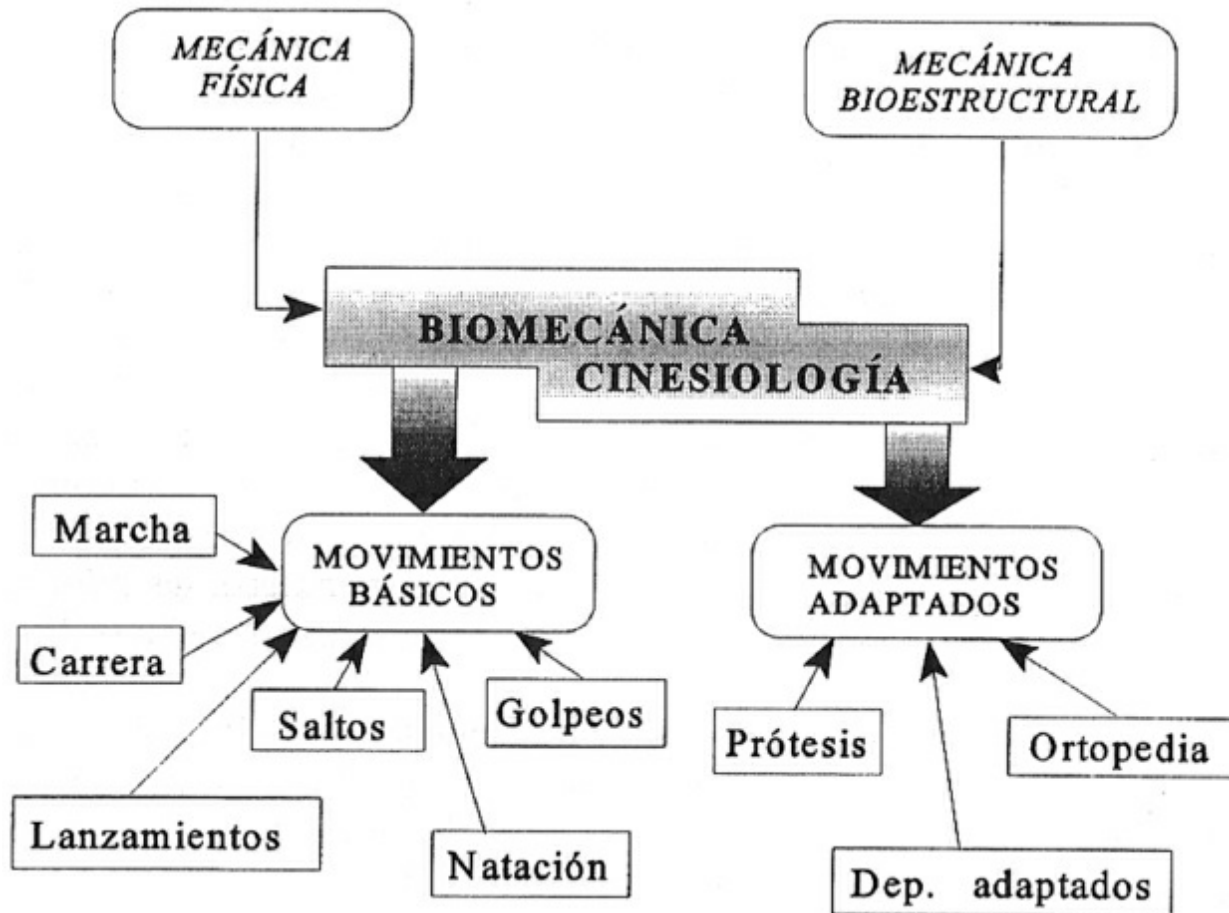 MECÁNICA
FÍSICA
MECÁNICA
BIOESTRUCTURAL
BIOMECÁNICA
CINESIOLOGÍA
Marcha
MOVIMIENTOS
BÁSICOS
MOVIMIENTOS
ADAPTADOS
Carrera
Saltos
Golpeos
Prótesis
Ortopedia
Lanzamientos
Natación
Dep. adaptados